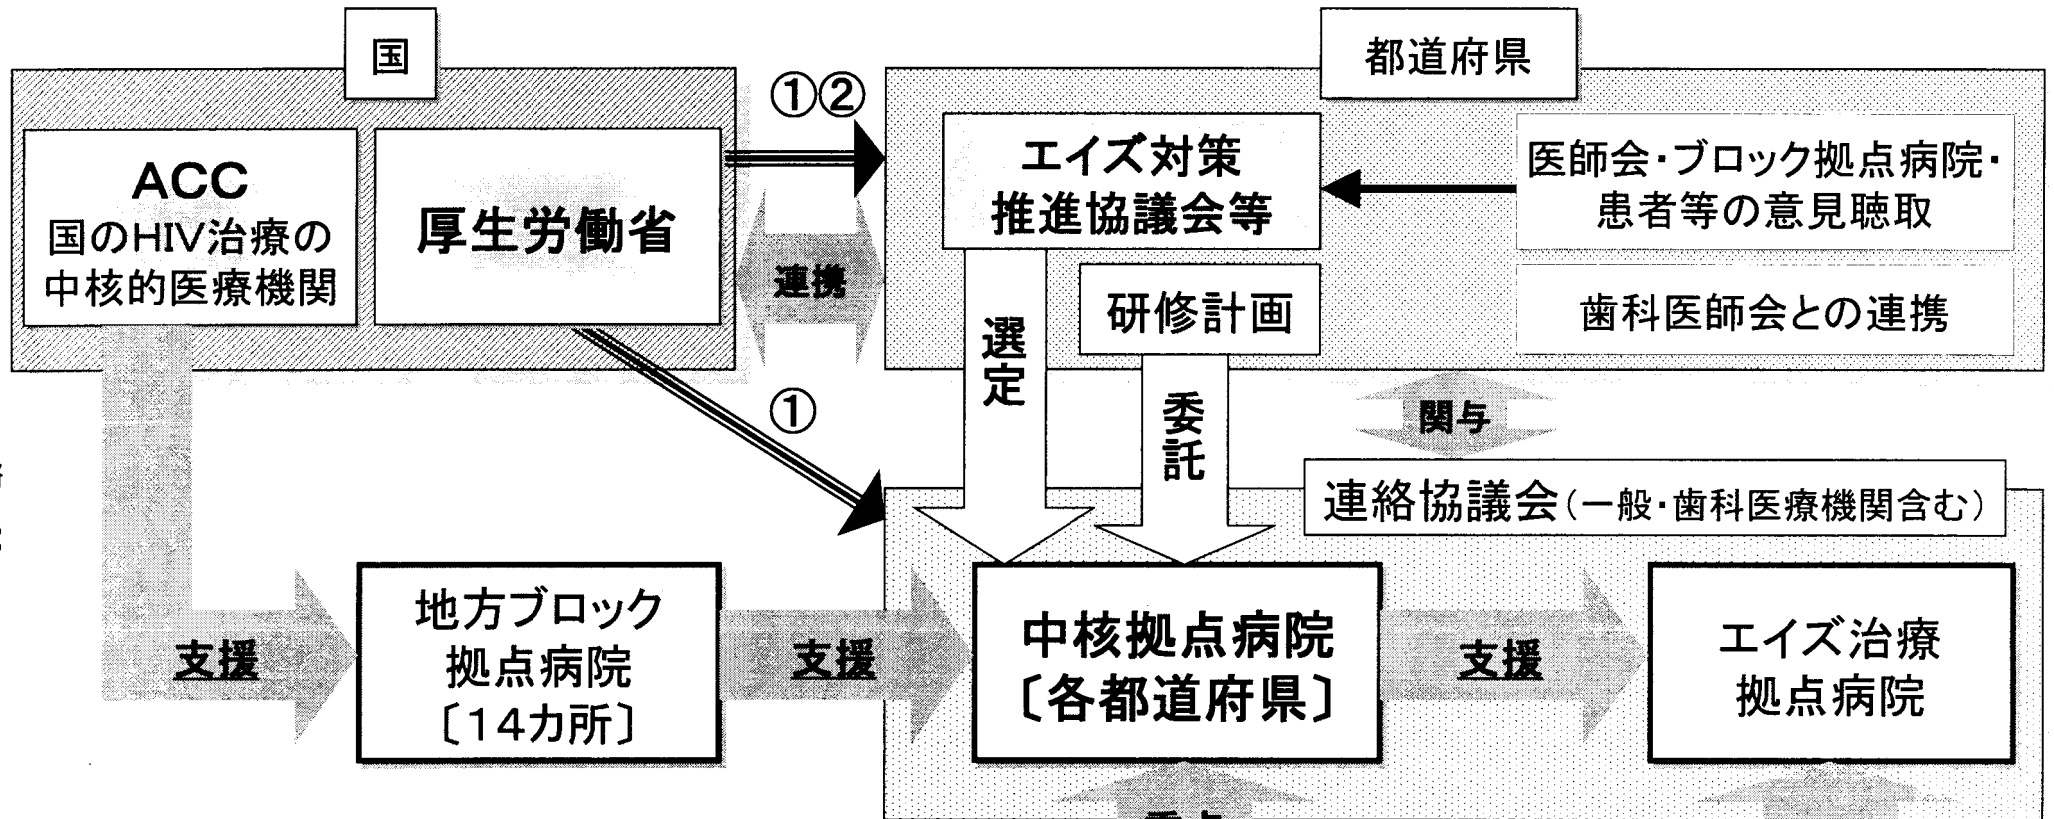 国
都道府県
ACC
国のHIV治療の
中核的医療機関
厚生労働省
①②
連携
エイズ対策
推進協議会等
医師会・ブロック拠点病院・
患者等の意見聴取
研修計画
歯科医師会との連携
選定
委託
①
関与
連絡協議会(一般・歯科医療機関含む)
支援
地方ブロック
拠点病院
〔14カ所〕
支援
中核拠点病院
〔各都道府県〕
支援
エイズ治療
拠点病院